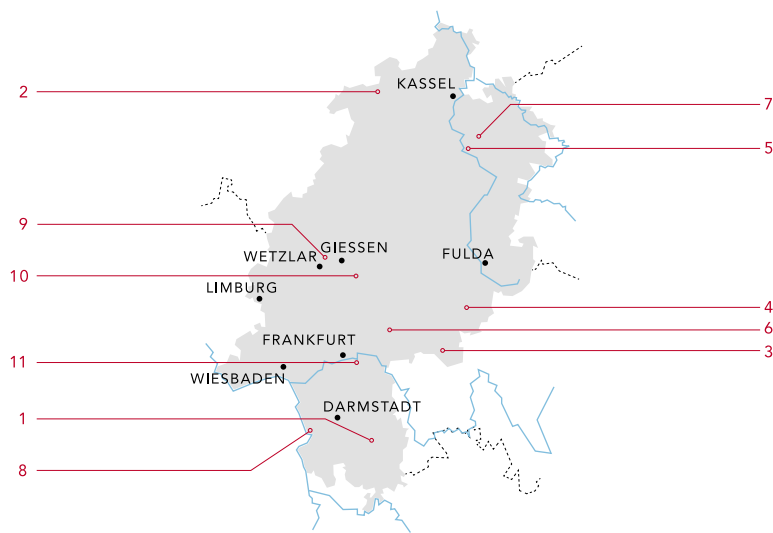 KASSEL
2
7
5
9
GIESSEN
WETZLAR
FULDA
10
LIMBURG
4
6
FRANKFURT
3
11
WIESBADEN
DARMSTADT
1
8